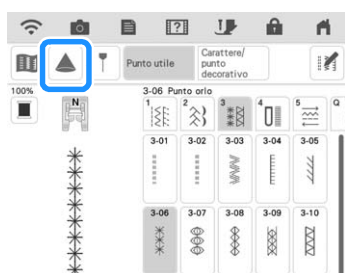 Punto utile
Carattere/
punto
decorativo
100%
3-06 Punto orlo
N
1 2 3 4 5 Q
3-01 3-02 3-03 3-04 3-05
3-06 3-07 3-08 3-09 3-10